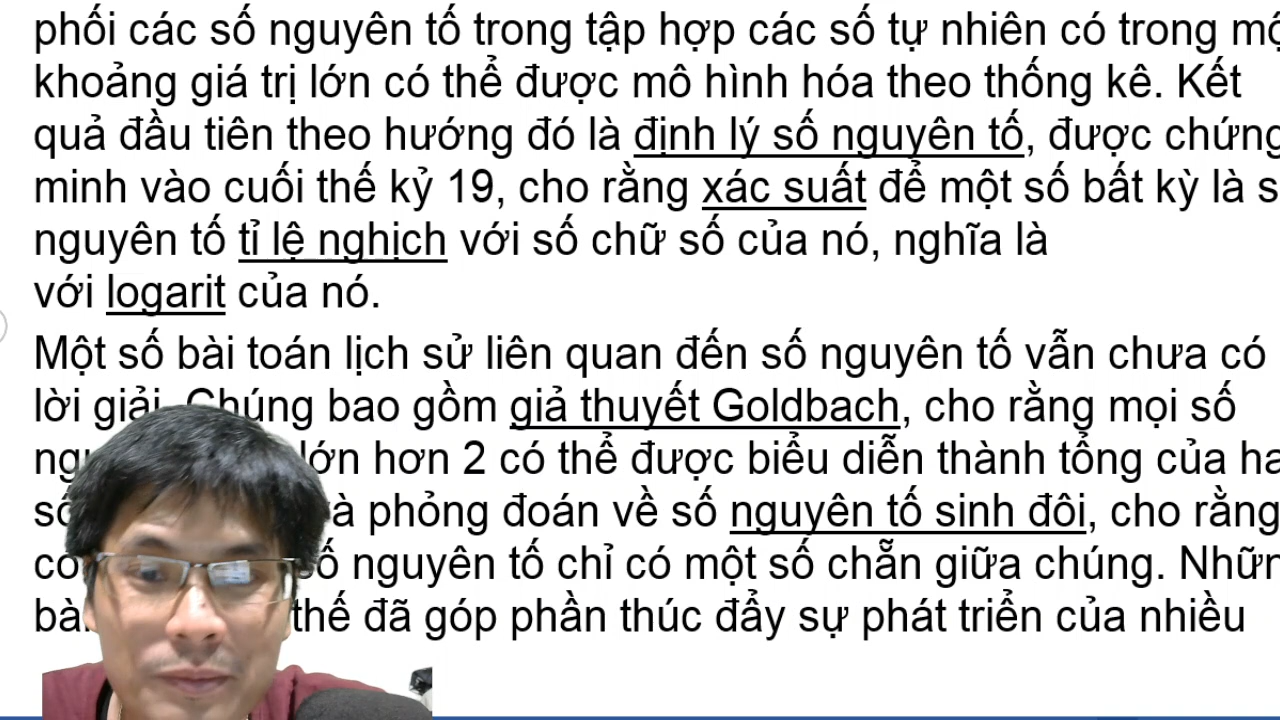 phối các số nguyên tố trong tập hợp các số tự nhiên có trong
khoảng giá trị lớn có thể được mô hình hóa theo thống kê. Kết
quả đầu tiên theo hướng đó là định lý số nguyên tố, được chứng
minh vào cuối thế kỷ 19, cho rằng xác suất để một số bất kỳ là
nguyên tố tỉ lệ nghịch với số chữ số của nó, nghĩa là
với logarit của nó.
Một số bài toán lịch sử liên quan đến số nguyên tố vẫn chưa có
lời giải. Chúng bao gồm giả thuyết Goldbach, cho rằng mọi số
lớn hơn 2 có thể được biểu diễn thành tổng của
phỏng đoán về số nguyên tố sinh đôi, cho rằng
nguyên tố chỉ có một số chẵn giữa chúng.
thế đã góp phần thúc đẩy sự phát triển của nhiều